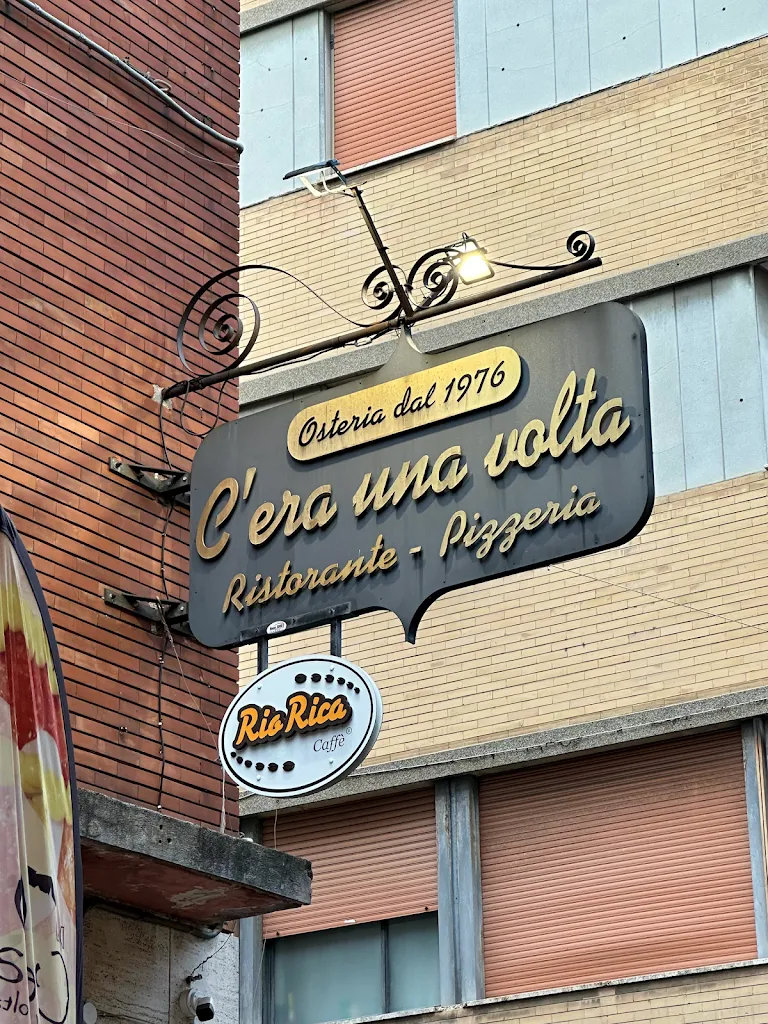 Osteria dal 1976
C'era una volta
Ristorante - Pizzeria
Rio Rica
Caffè